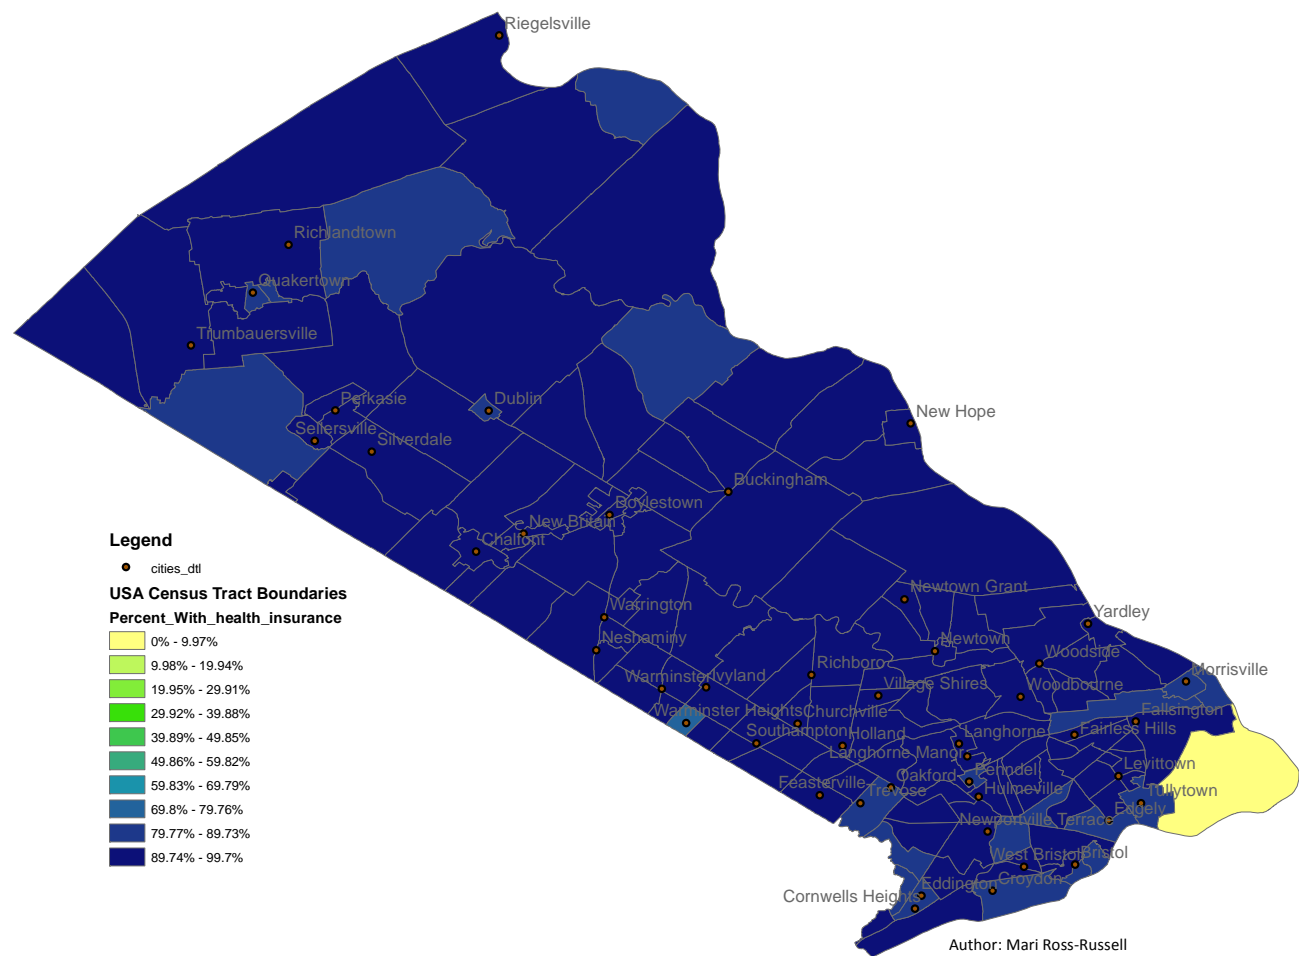 Riegelsville
Richlandtown
Quakertown
Trumbauersville
Perkasie
Dublin
New Hope
Sellersville
Silverdale
Buckingham
Doylestown
New Britain
Chalfont
Legend
cities_dtl
USA Census Tract Boundaries
Percent_With_health_insurance
0% - 9.97%
9.98% - 19.94%
19.95% - 29.91%
29.92% - 39.88%
39.89% - 49.85%
49.86% - 59.82%
59.83% - 69.79%
69.8% - 79.76%
79.77% - 89.73%
89.74% - 99.7%
Newtown Grant
Warrington
Yardley
Neshaminy
Newtown
Woodside
Richboro
Morrisville
Warminster
Ivyland
Village Shires
Woodbourne
Warminster Heights
Churchville
Fallsington
Southampton
Holland
Langhorne
Fairless Hills
Langhorne Manor
Levittown
Feasterville
Oakford
Penndel
Trevose
Hulmeville
Tullytown
Edgely
Newportville Terrace
West Bristol
Bristol
Cornwells Heights
Eddington
Croydon
Author: Mari Ross-Russell